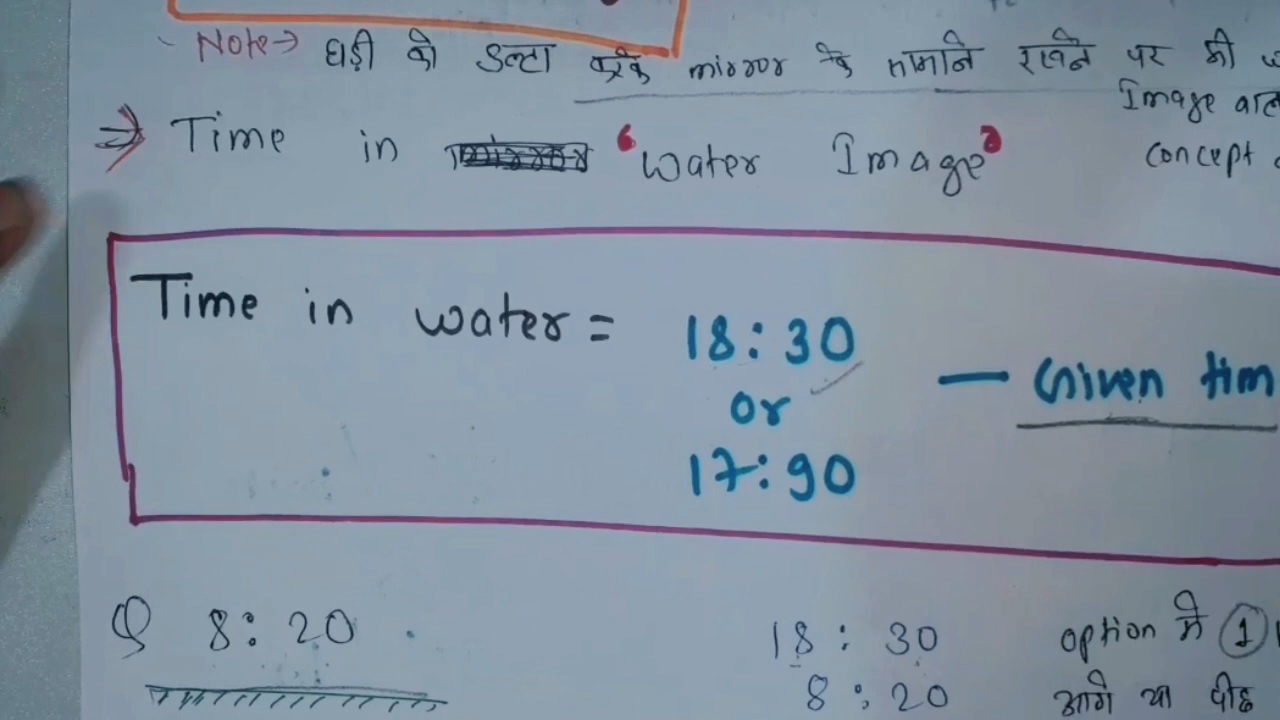 Note→ घड़ी को उल्टा करके mirror के सामने रखने पर भी
Image
⇒ Time in "Water Image" concept
Time in water = 18:30 — Given tim
or
17:90
Q 8:20
18 : 30 option में 1
8 : 20 आगे या पीछ